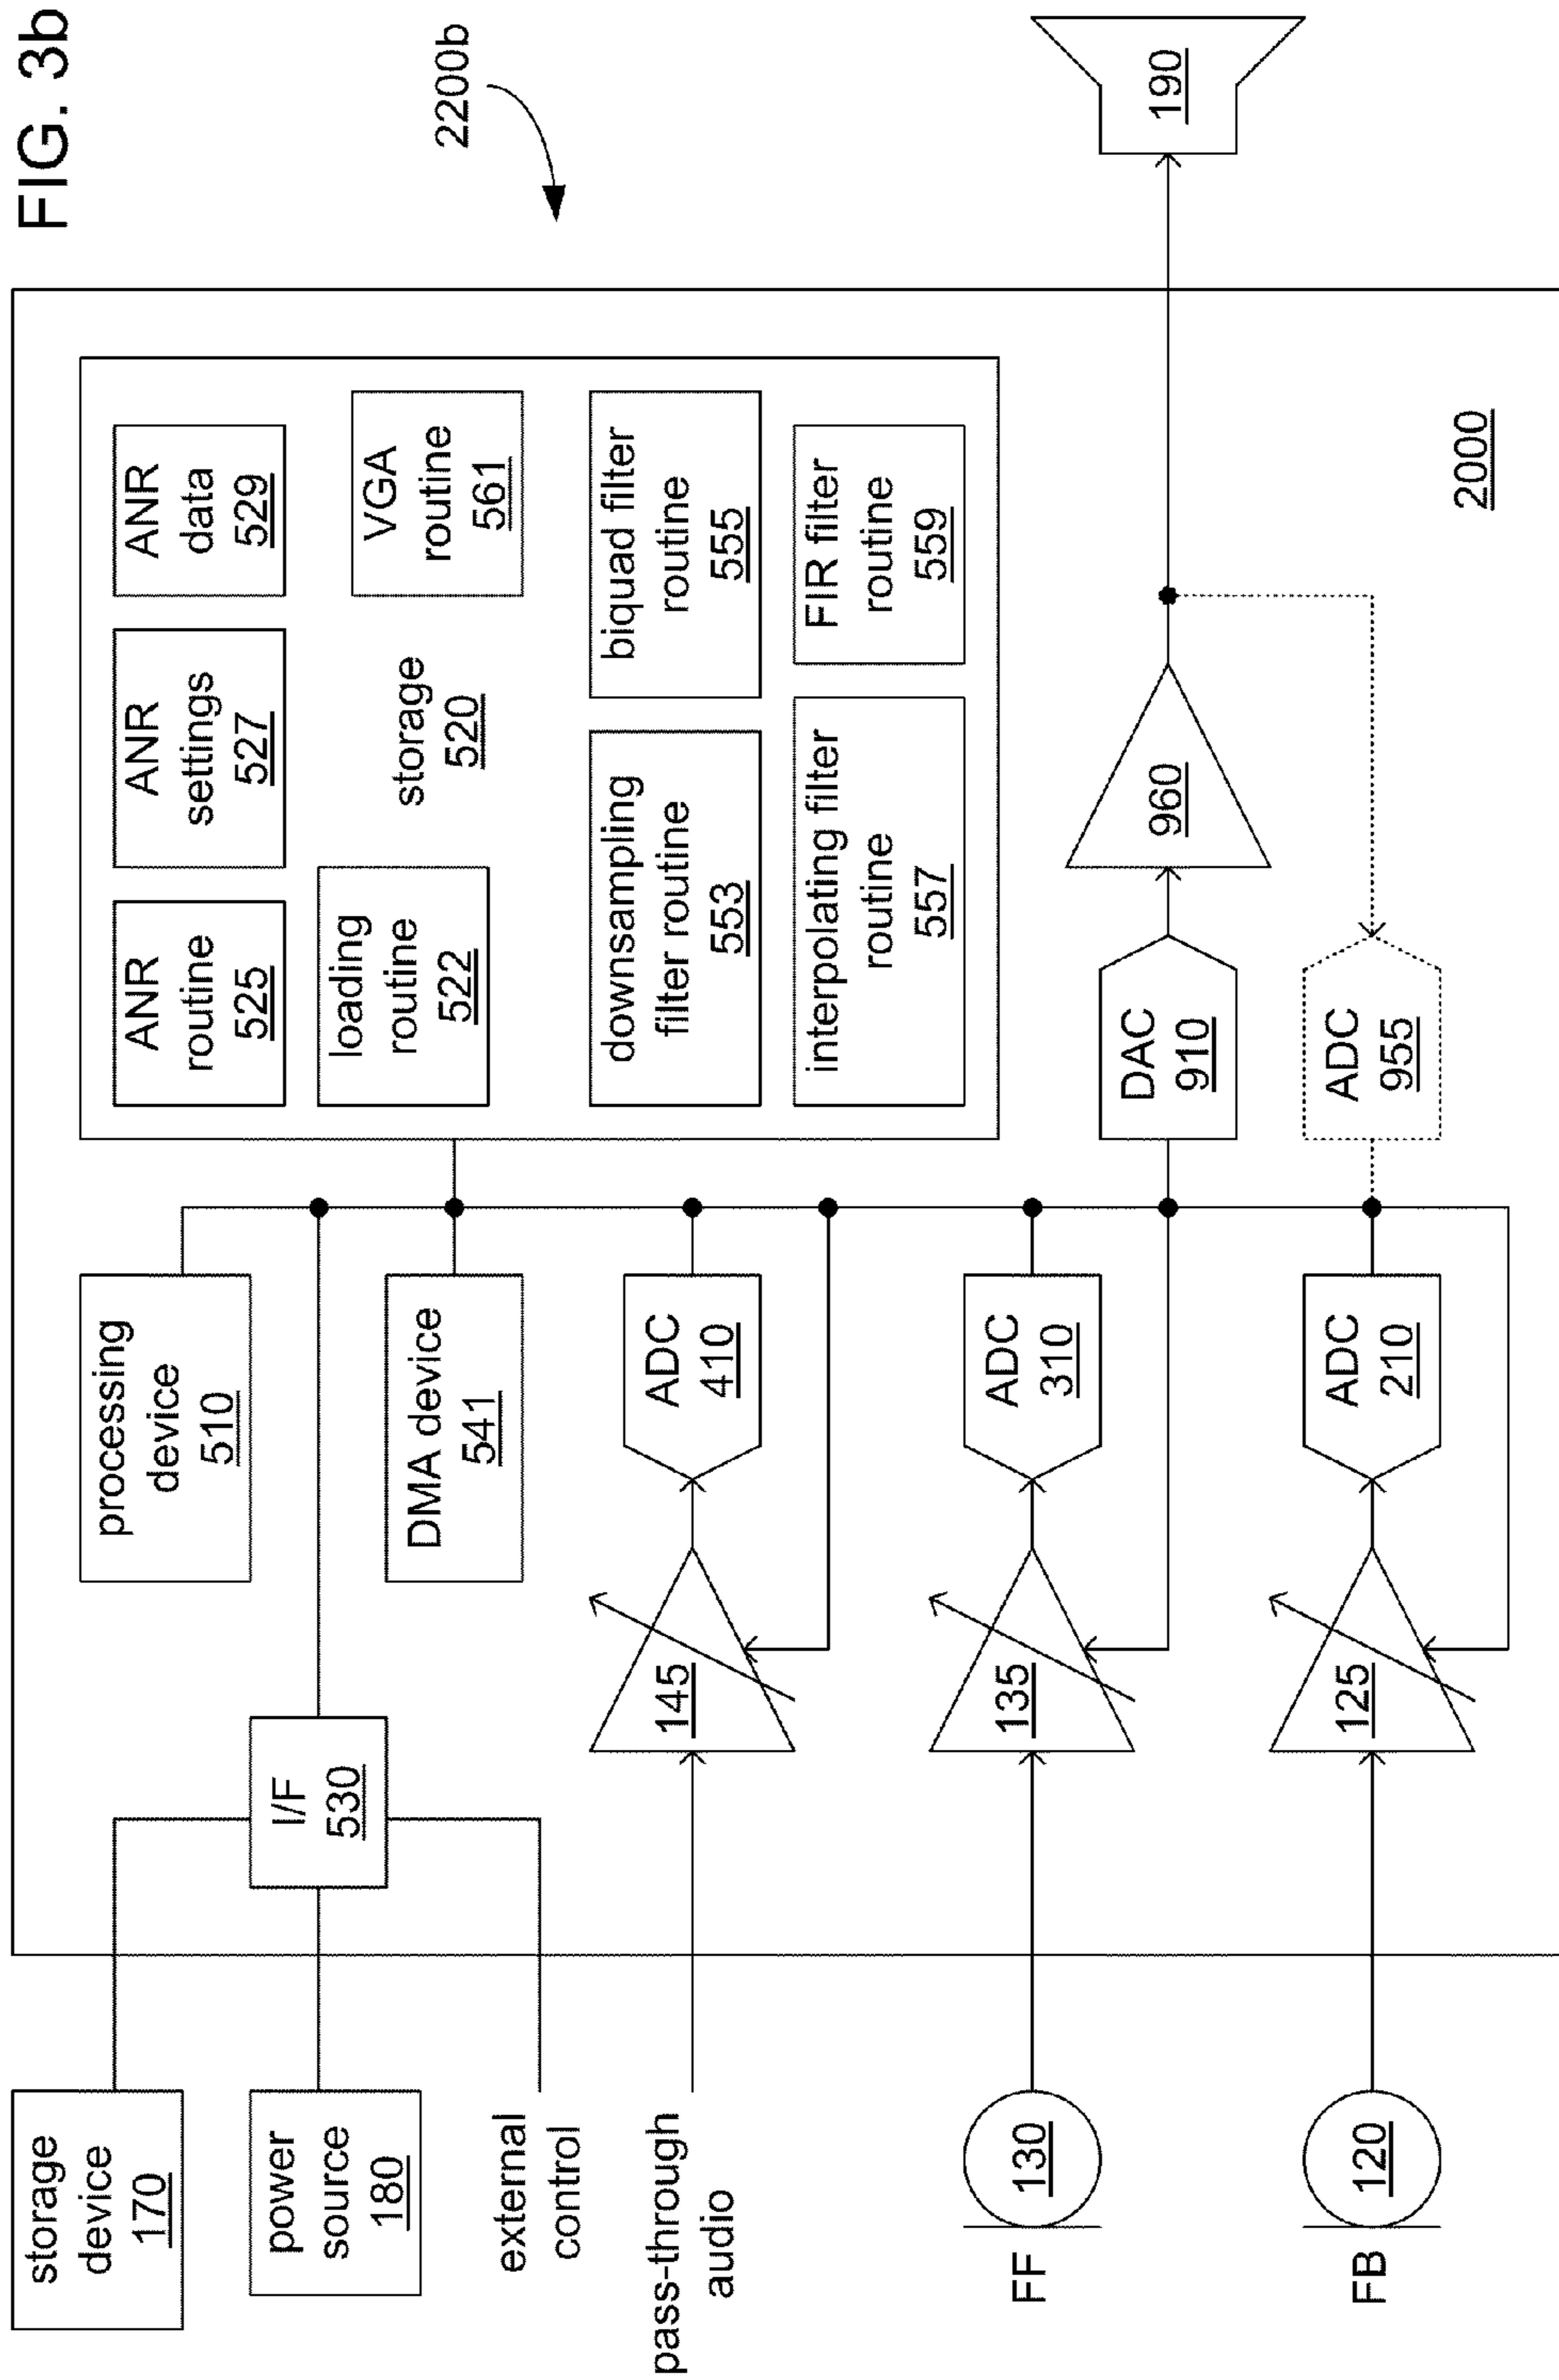 FIG. 3b
2200b
storage
device
170
power
source
180
external
control
pass-through
audio
FF
130
FB
120
I/F
530
processing
device
510
DMA device
541
145
ADC
410
135
ADC
310
125
ADC
210
ANR
routine
525
ANR
settings
527
ANR
data
529
loading
routine
522
storage
520
VGA
routine
561
downsampling
filter routine
553
biquad filter
routine
555
interpolating filter
routine
557
FIR filter
routine
559
DAC
910
960
ADC
955
190
2000